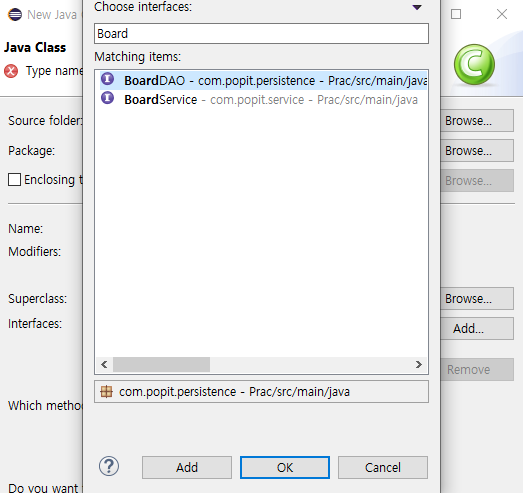 New Java
Choose interfaces:
Java Class
Type name
Board
Matching items:
BoardDAO - com.popit.persistence - Prac/src/main/java
BoardService - com.popit.service - Prac/src/main/java
Source folder:
Browse...
Package:
Browse...
Enclosing
Browse...
Name:
Modifiers:
Superclass:
Browse...
Interfaces:
Add...
Remove
com.popit.persistence - Prac/src/main/java
Which metho
Add
OK
Cancel
Do you want